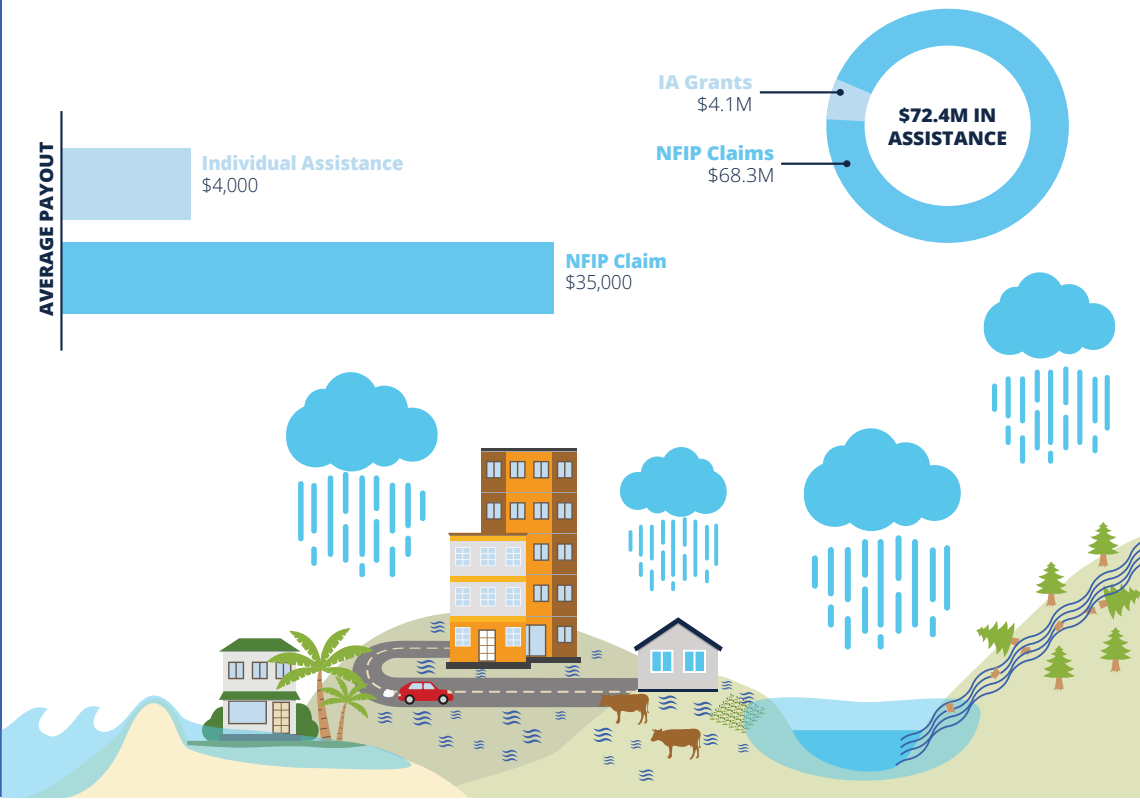 AVERAGE PAYOUT
Individual Assistance
$4,000
NFIP Claim
$35,000
IA Grants
$4.1M
NFIP Claims
$68.3M
$72.4M IN
ASSISTANCE